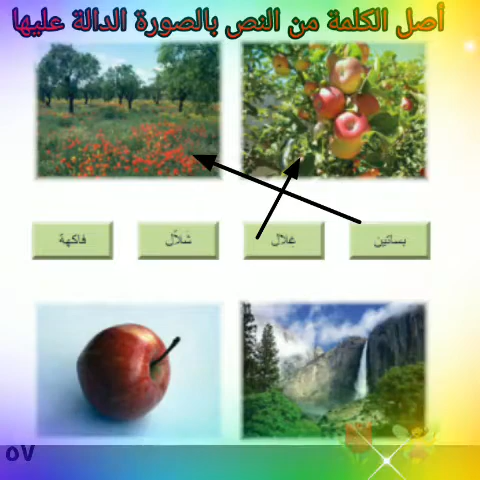 أصل الكلمة من النص بالصورة الدالة عليها
بساتين
غلال
شلال
فاكهة
٥٧